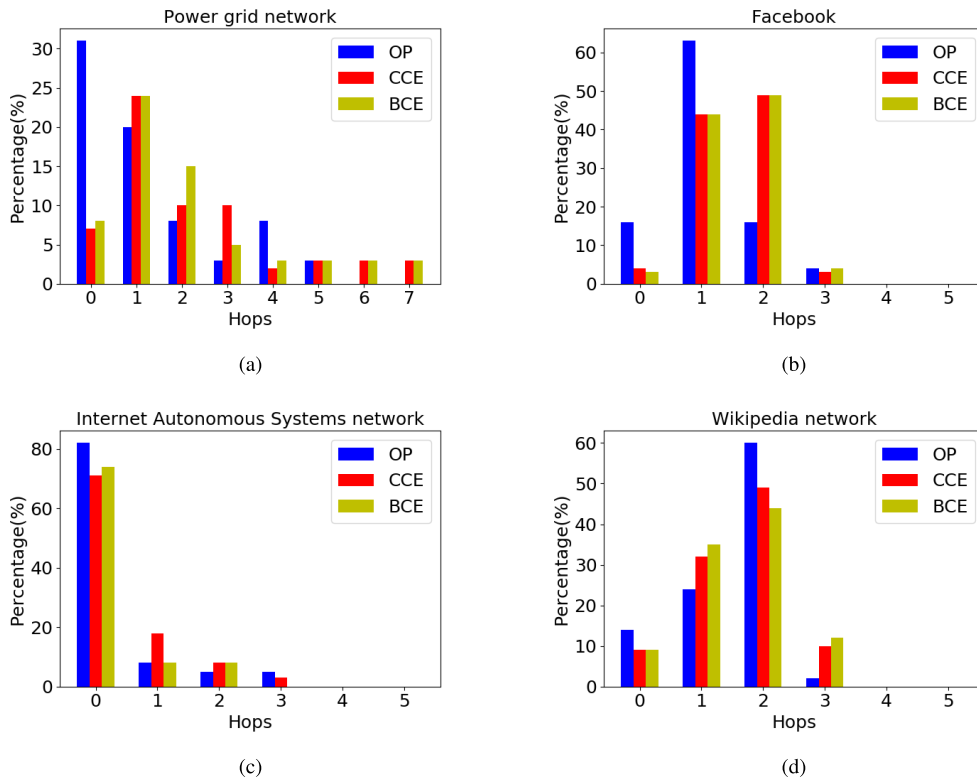 Power grid network
30
25
20
15
10
5
0
Percentage(%)
OP
CCE
BCE
0 1 2 3 4 5 6 7
Hops
(a)
Facebook
60
50
40
30
20
10
0
Percentage(%)
OP
CCE
BCE
0 1 2 3 4 5
Hops
(b)
Internet Autonomous Systems network
80
60
40
20
0
Percentage(%)
OP
CCE
BCE
0 1 2 3 4 5
Hops
(c)
Wikipedia network
60
50
40
30
20
10
0
Percentage(%)
OP
CCE
BCE
0 1 2 3 4 5
Hops
(d)